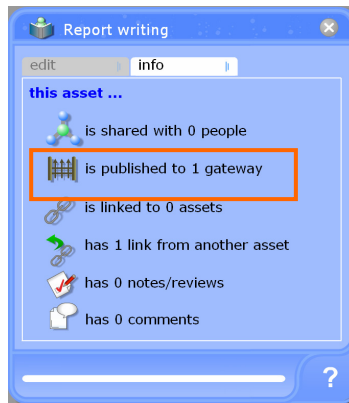 Report writing
edit
info
this asset ...
is shared with 0 people
is published to 1 gateway
is linked to 0 assets
has 1 link from another asset
has 0 notes/reviews
has 0 comments
?